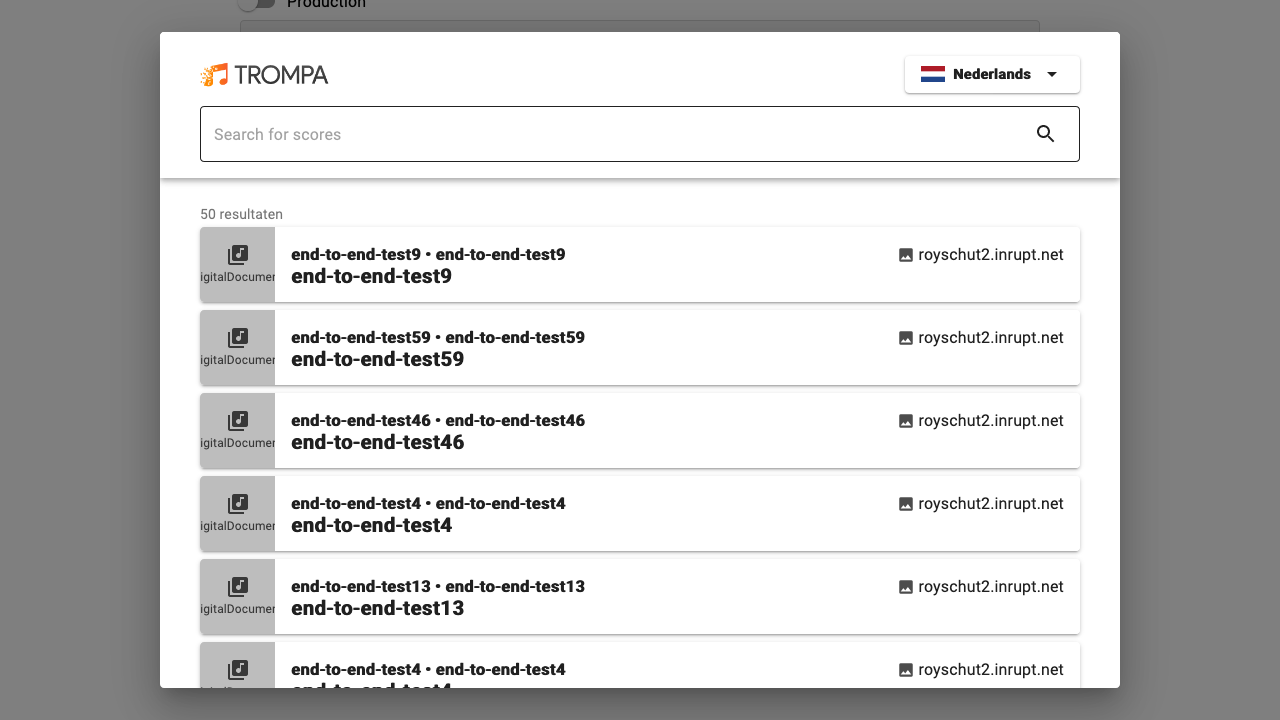 Production
TROMPA
Nederlands
Search for scores
50 resultaten
igitalDocumen
end-to-end-test9 • end-to-end-test9
end-to-end-test9
royschut2.inrupt.net
igitalDocumen
end-to-end-test59 • end-to-end-test59
end-to-end-test59
royschut2.inrupt.net
igitalDocumen
end-to-end-test46 • end-to-end-test46
end-to-end-test46
royschut2.inrupt.net
igitalDocumen
end-to-end-test4 • end-to-end-test4
end-to-end-test4
royschut2.inrupt.net
igitalDocumen
end-to-end-test13 • end-to-end-test13
end-to-end-test13
royschut2.inrupt.net
end-to-end-test4 • end-to-end-test4
end-to-end-test4
royschut2.inrupt.net